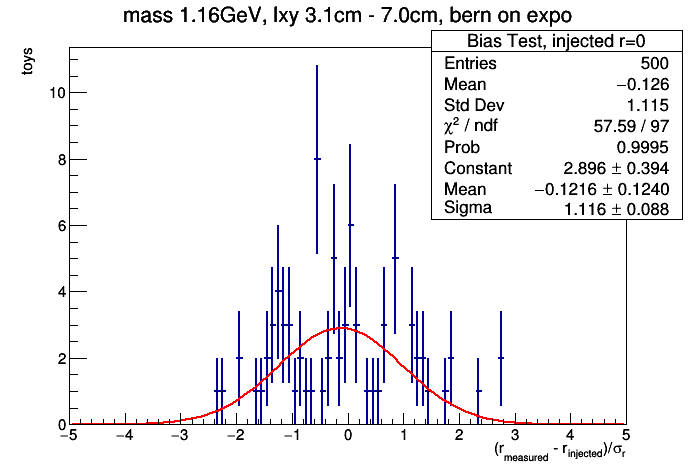 mass 1.16GeV, lxy 3.1cm - 7.0cm, bern on expo
Bias Test, injected r=0
Entries 500
Mean −0.126
Std Dev 1.115
χ² / ndf 57.59 / 97
Prob 0.9995
Constant 2.896 ± 0.394
Mean −0.1216 ± 0.1240
Sigma 1.116 ± 0.088
toys
10
8
6
4
2
0
−5 −4 −3 −2 −1 0 1 2 3 4 5
(r_measured - r_injected)/σ_r